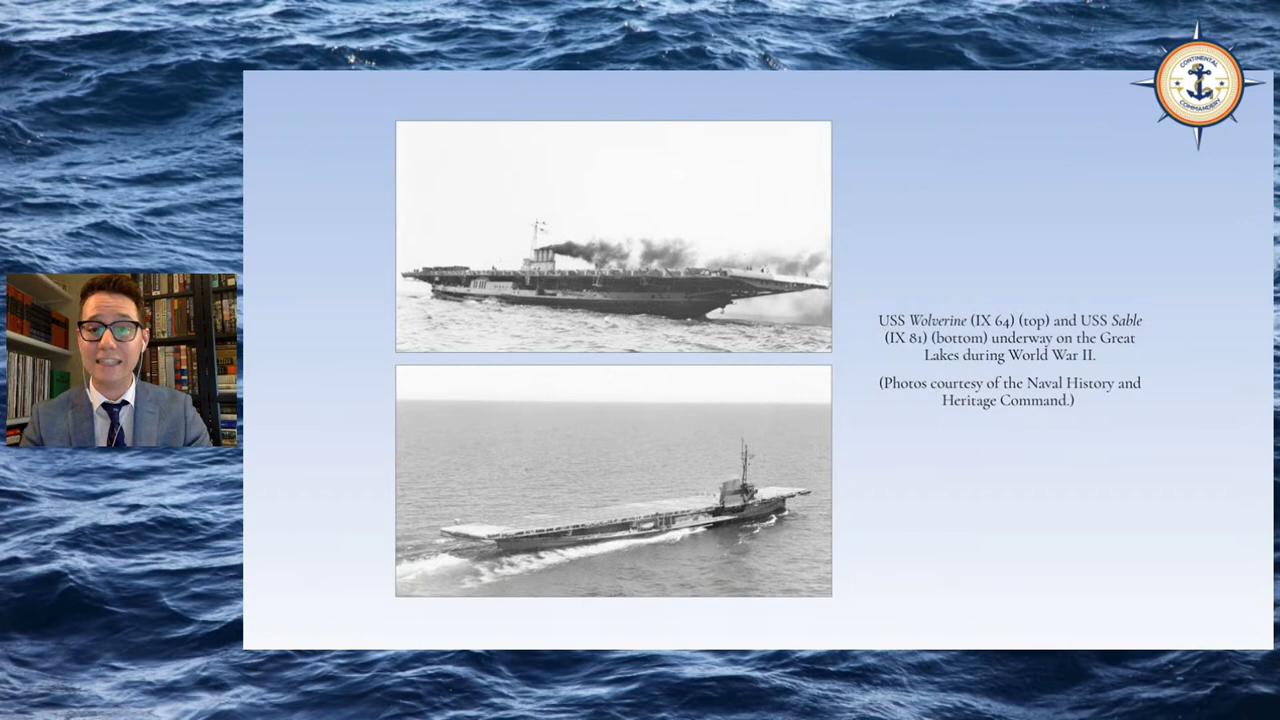 CONTINENTAL
COMMANDERY
USS Wolverine (IX 64) (top) and USS Sable
(IX 81) (bottom) underway on the Great
Lakes during World War II.
(Photos courtesy of the Naval History and
Heritage Command.)